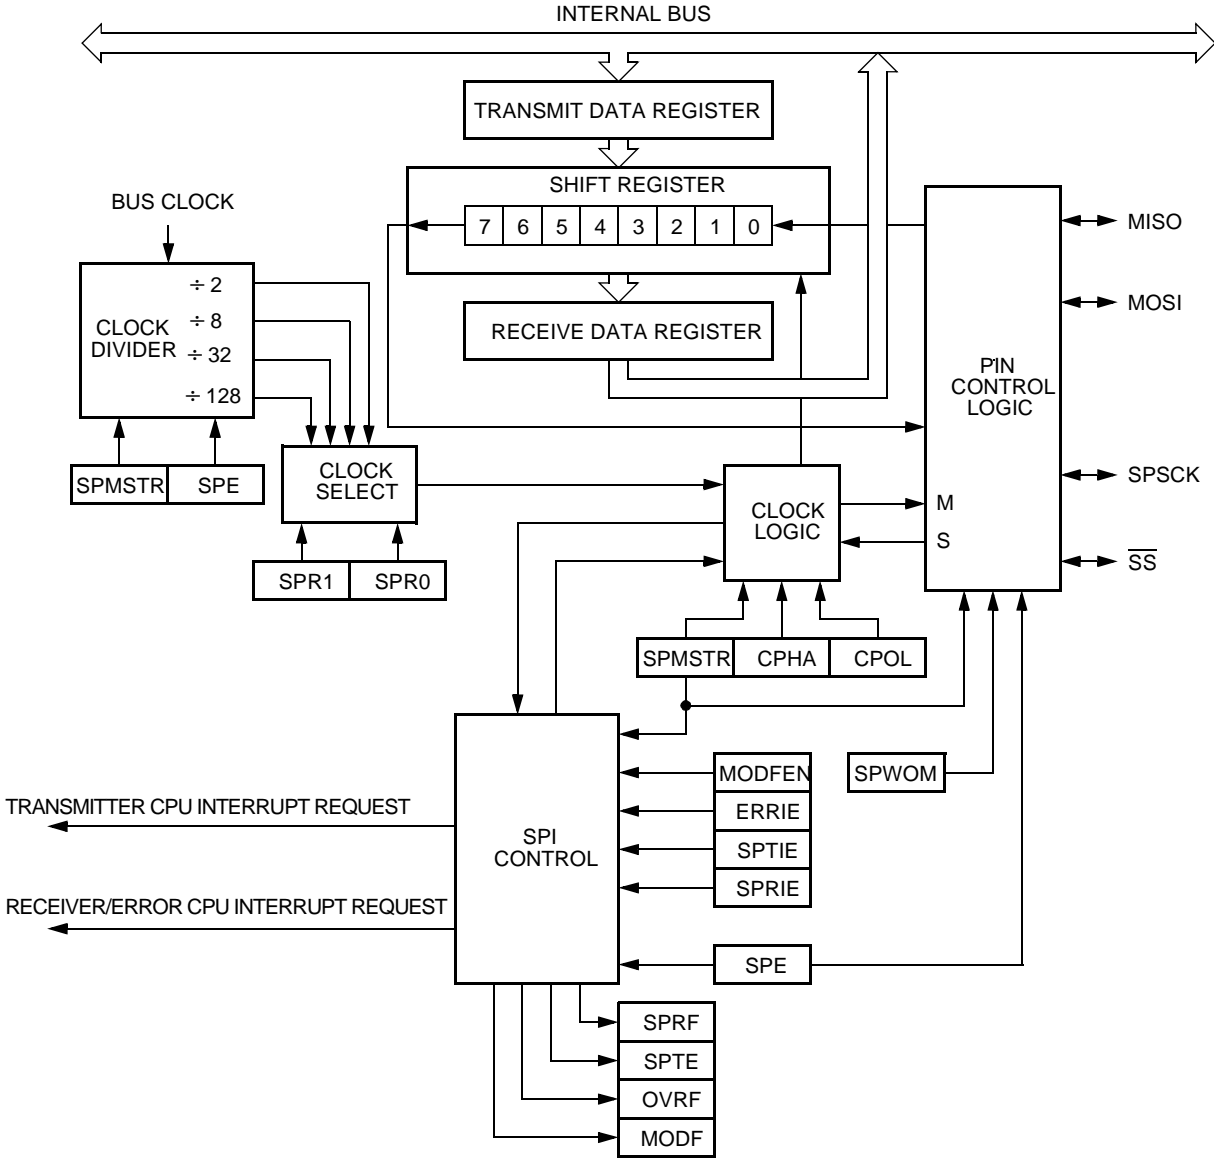 INTERNAL BUS
TRANSMIT DATA REGISTER
SHIFT REGISTER
7 6 5 4 3 2 1 0
RECEIVE DATA REGISTER
BUS CLOCK
CLOCK
DIVIDER
÷ 2
÷ 8
÷ 32
÷ 128
SPMSTR SPE
CLOCK
SELECT
SPR1 SPR0
CLOCK
LOGIC
SPMSTR CPHA CPOL
PIN
CONTROL
LOGIC
M
S
MISO
MOSI
SPSCK
S̅S̅
SPI
CONTROL
MODFEN
ERRIE
SPTIE
SPRIE
SPWOM
SPE
TRANSMITTER CPU INTERRUPT REQUEST
RECEIVER/ERROR CPU INTERRUPT REQUEST
SPRF
SPTE
OVRF
MODF